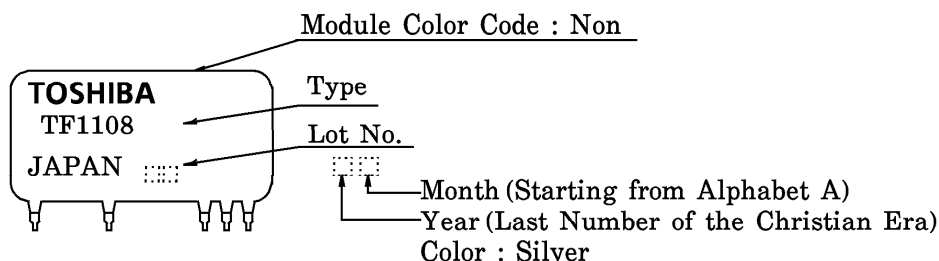 Module Color Code : Non
TOSHIBA
Type
TF1108
Lot No.
JAPAN
Month (Starting from Alphabet A)
Year (Last Number of the Christian Era)
Color : Silver